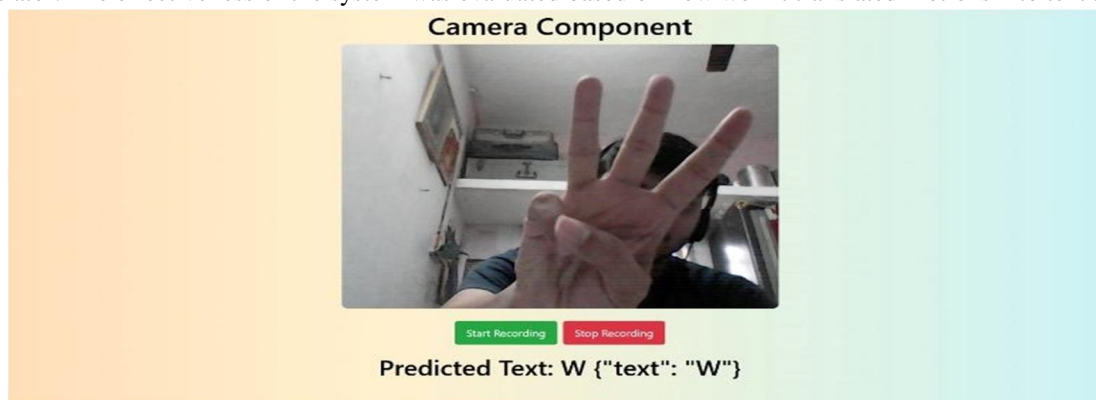 Camera Component
Start Recording Stop Recording
Predicted Text: W {"text": "W"}